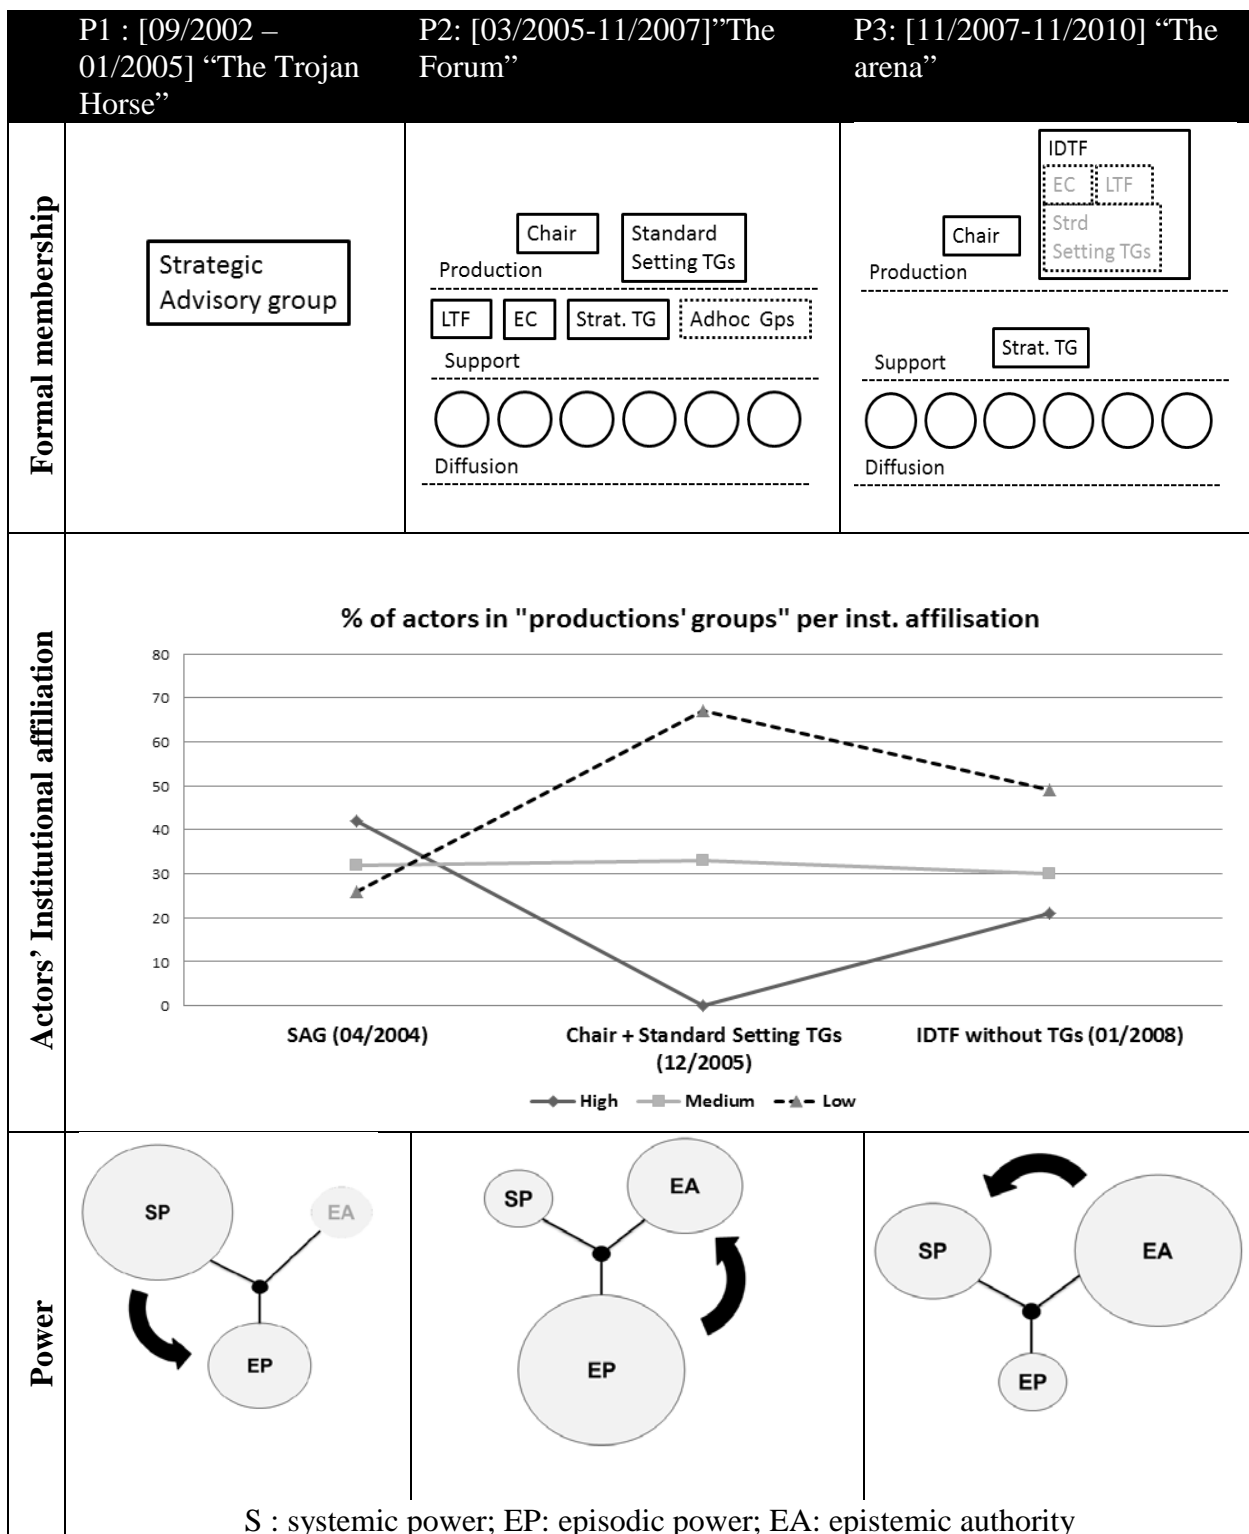 P1 : [09/2002 –
01/2005] “The Trojan
Horse”
P2: [03/2005-11/2007]”The
Forum”
P3: [11/2007-11/2010] “The
arena”
Formal membership
Strategic
Advisory group
Chair
Standard
Setting TGs
Production
LTF
EC
Strat. TG
Adhoc Gps
Support
Diffusion
IDTF
EC
LTF
Strd
Setting TGs
Chair
Production
Strat. TG
Support
Diffusion
Actors’ Institutional affiliation
% of actors in "productions' groups" per inst. affilisation
80
70
60
50
40
30
20
10
0
SAG (04/2004)
Chair + Standard Setting TGs
(12/2005)
IDTF without TGs (01/2008)
High
Medium
Low
Power
SP
EA
EP
SP
EA
EP
SP
EA
EP
S : systemic power; EP: episodic power; EA: epistemic authority